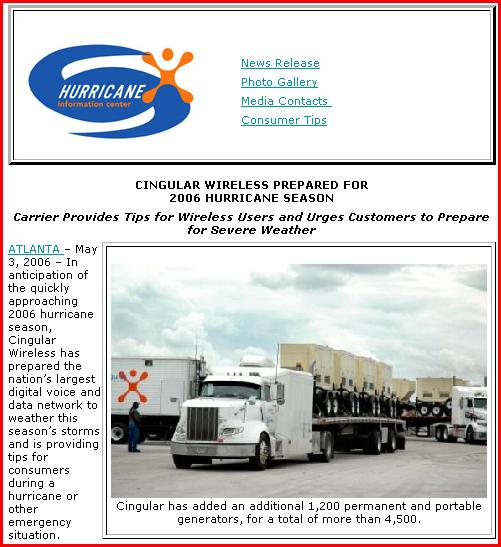 HURRICANE
information center
News Release
Photo Gallery
Media Contacts
Consumer Tips
CINGULAR WIRELESS PREPARED FOR
2006 HURRICANE SEASON
Carrier Provides Tips for Wireless Users and Urges Customers to Prepare
for Severe Weather
ATLANTA – May
3, 2006 – In
anticipation of
the quickly
approaching
2006 hurricane
season,
Cingular
Wireless has
prepared the
nation's largest
digital voice and
data network to
weather this
season's storms
and is providing
tips for
consumers
during a
hurricane or
other
emergency
situation.
Cingular has added an additional 1,200 permanent and portable
generators, for a total of more than 4,500.